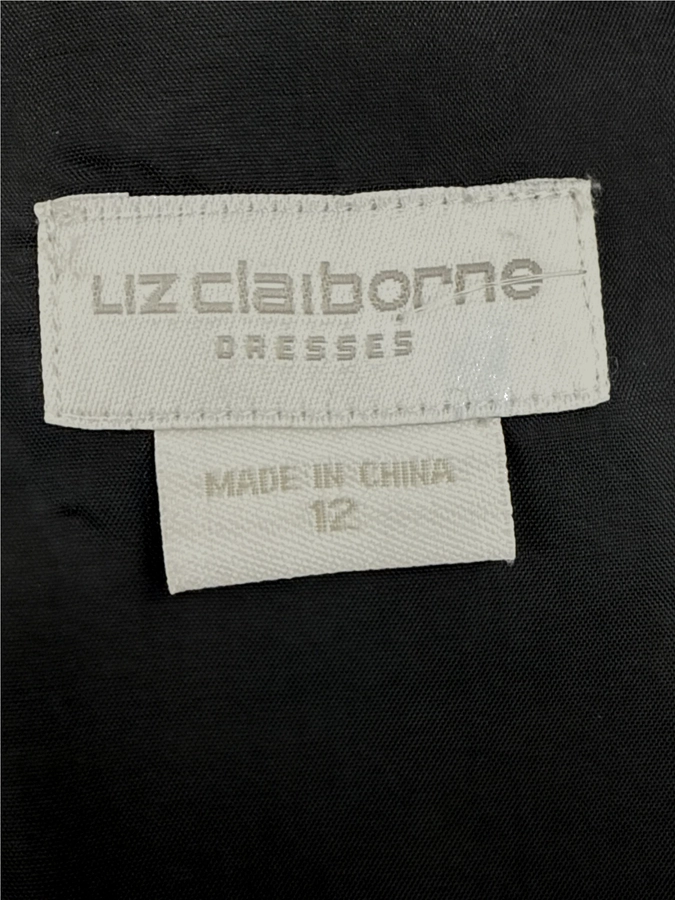 Liz claiborne
DRESSES
MADE IN CHINA
12